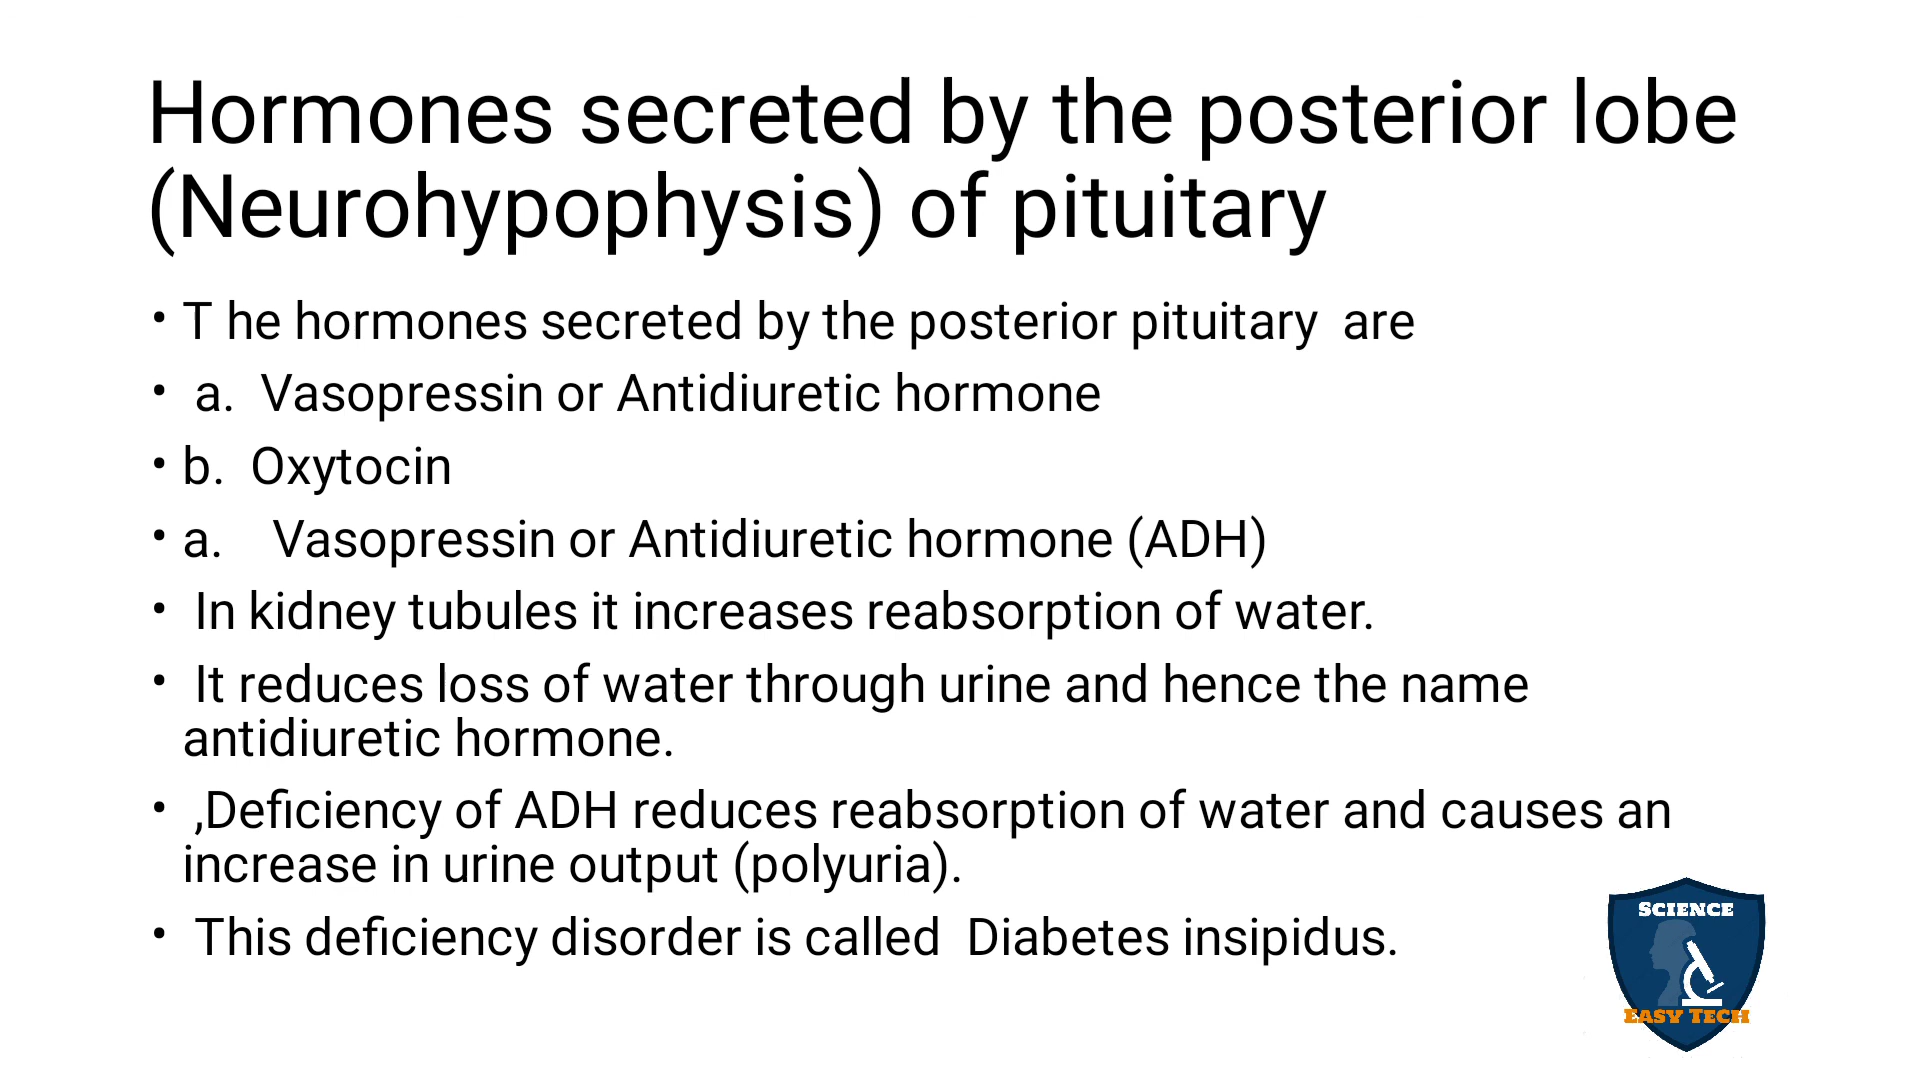 Hormones secreted by the posterior lobe
(Neurohypophysis) of pituitary
• T he hormones secreted by the posterior pituitary  are
•  a.  Vasopressin or Antidiuretic hormone
• b.  Oxytocin
• a.    Vasopressin or Antidiuretic hormone (ADH)
•  In kidney tubules it increases reabsorption of water.
•  It reduces loss of water through urine and hence the name
antidiuretic hormone.
•  ,Deficiency of ADH reduces reabsorption of water and causes an
increase in urine output (polyuria).
•  This deficiency disorder is called  Diabetes insipidus.
SCIENCE
EASY TECH